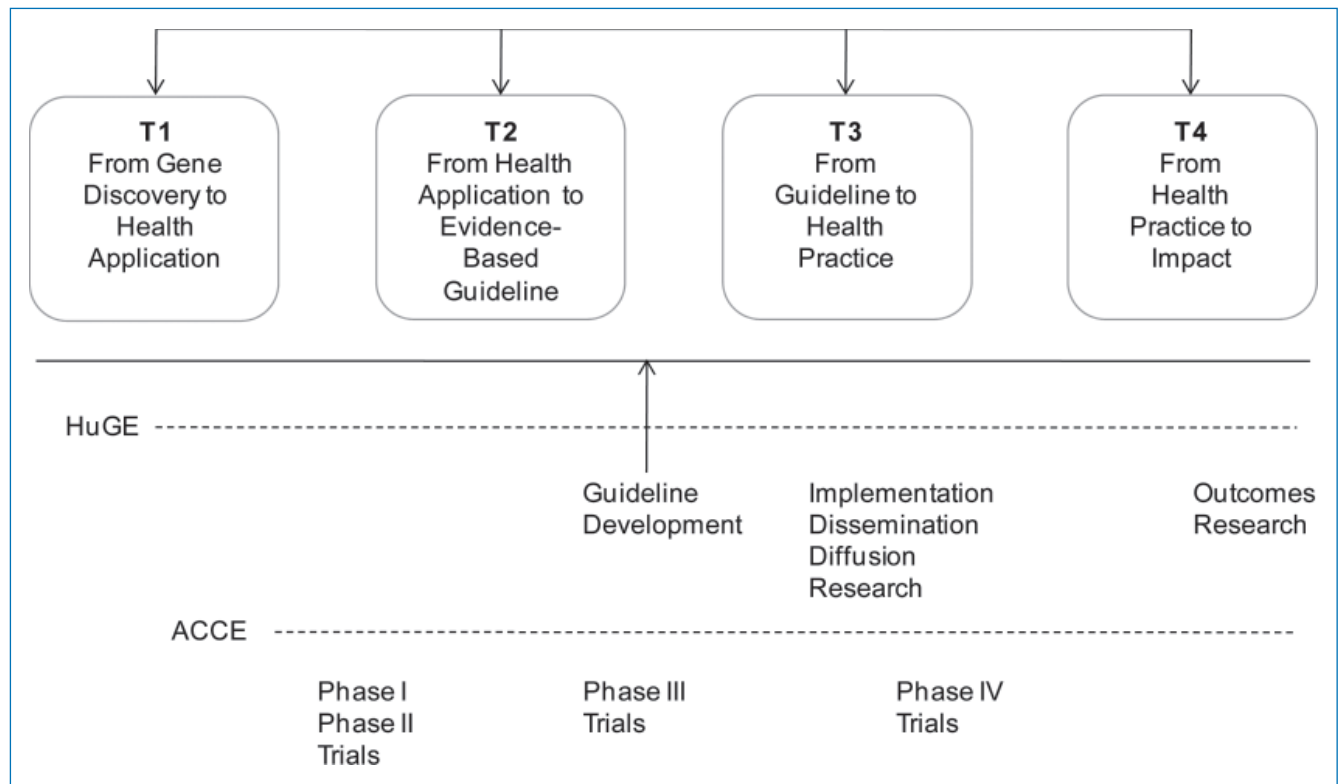 T1
From Gene
Discovery to
Health
Application
T2
From Health
Application to
Evidence-
Based
Guideline
T3
From
Guideline to
Health
Practice
T4
From
Health
Practice to
Impact
HuGE
Guideline
Development
Implementation
Dissemination
Diffusion
Research
Outcomes
Research
ACCE
Phase I
Phase II
Trials
Phase III
Trials
Phase IV
Trials